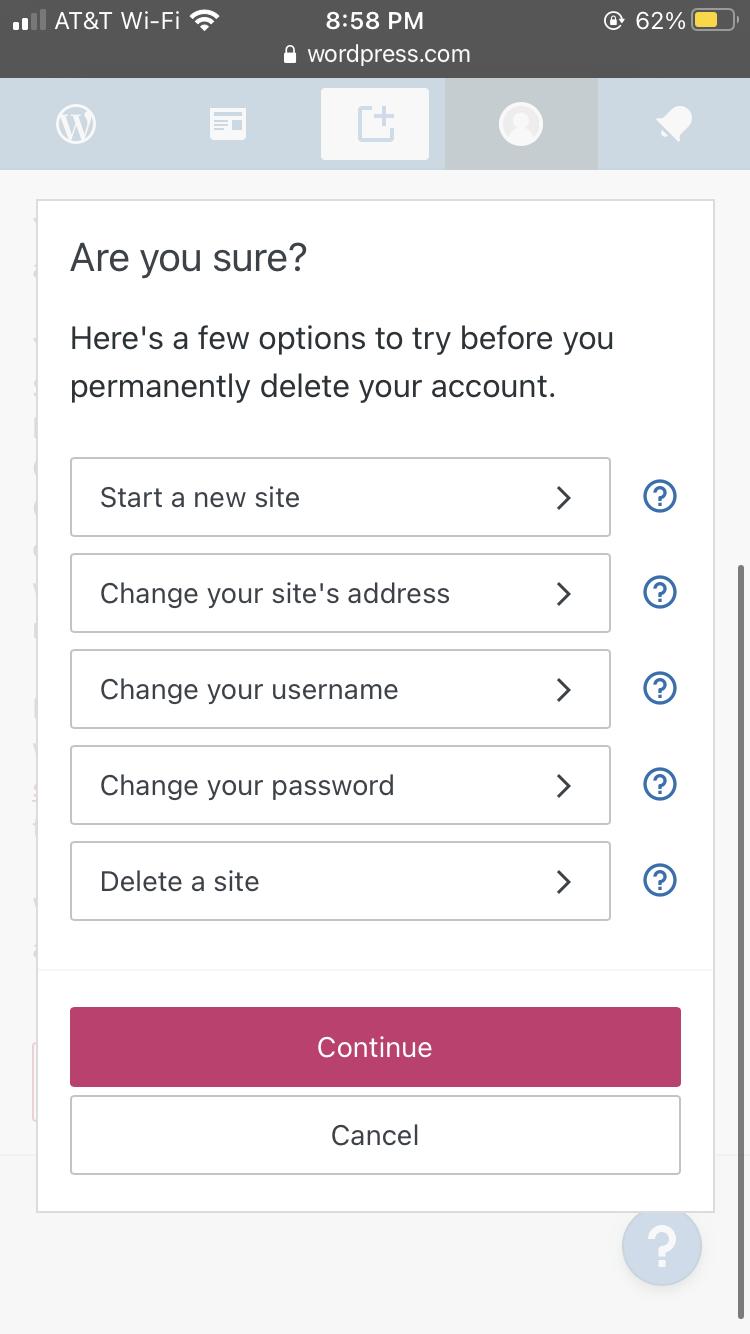 AT&T Wi-Fi 8:58 PM 62%
wordpress.com
Are you sure?
Here's a few options to try before you
permanently delete your account.
Start a new site
Change your site's address
Change your username
Change your password
Delete a site
Continue
Cancel